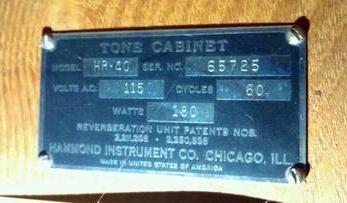 TONE CABINET
MODEL HR-40 SER. NO. 65725
VOLTS A.C. 115 / CYCLES 60.
WATTS 180
REVERBERATION UNIT PATENTS NOS.
HAMMOND INSTRUMENT CO. CHICAGO, ILL.
MADE IN UNITED STATES OF AMERICA